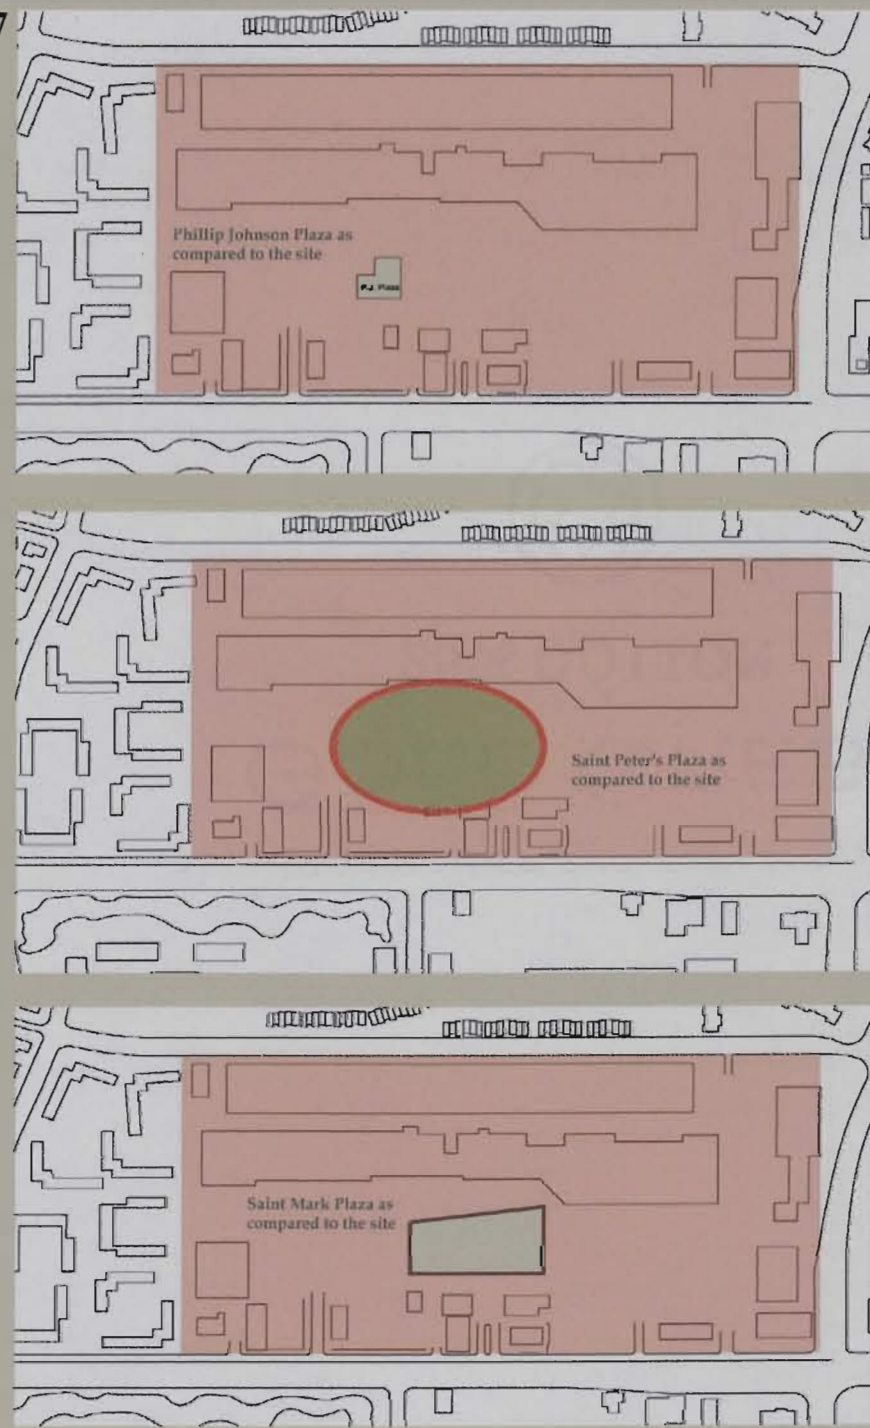 7
Phillip Johnson Plaza as
compared to the site
P.J. Plaza
Saint Peter's Plaza as
compared to the site
Saint Mark Plaza as
compared to the site